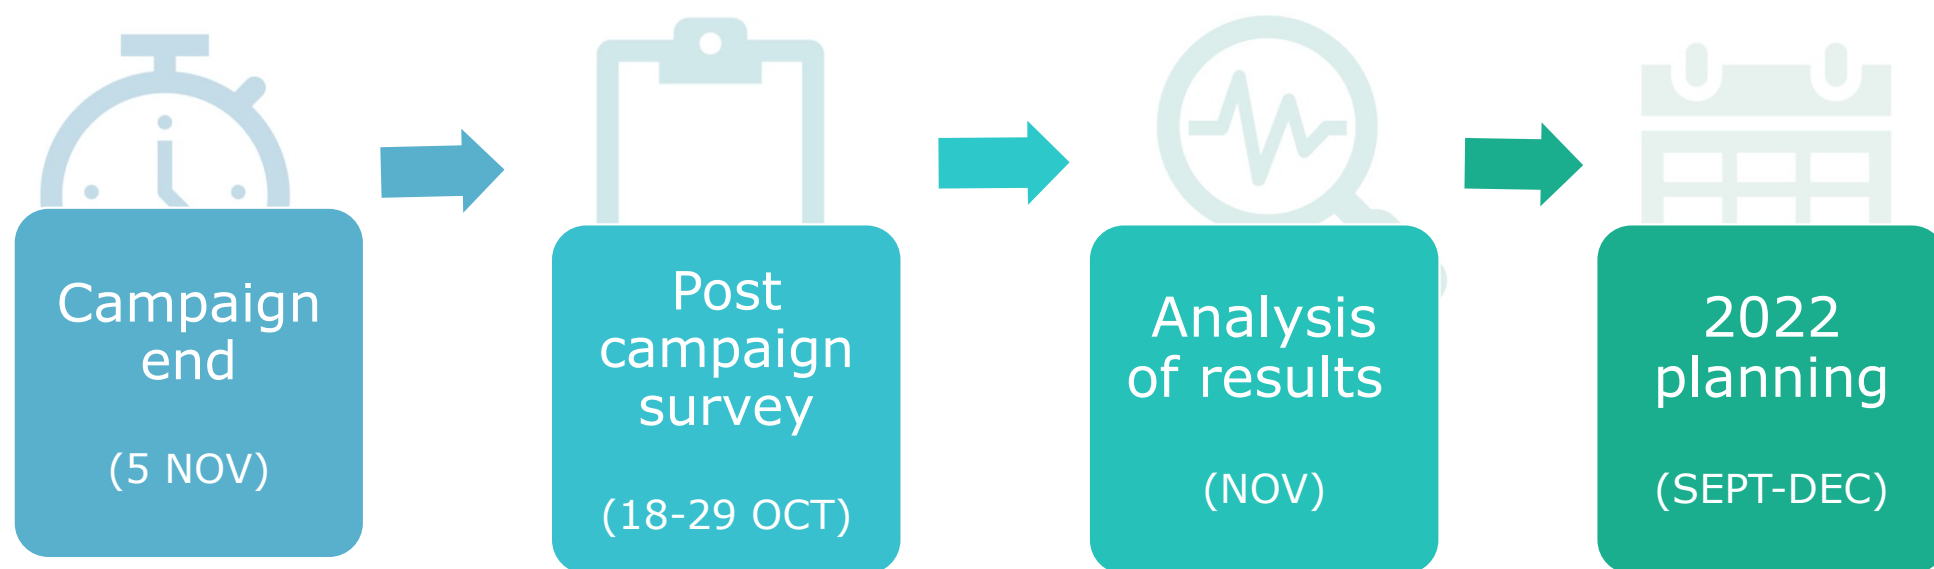 Campaign
end
(5 NOV)
Post
campaign
survey
(18-29 OCT)
Analysis
of results
(NOV)
2022
planning
(SEPT-DEC)